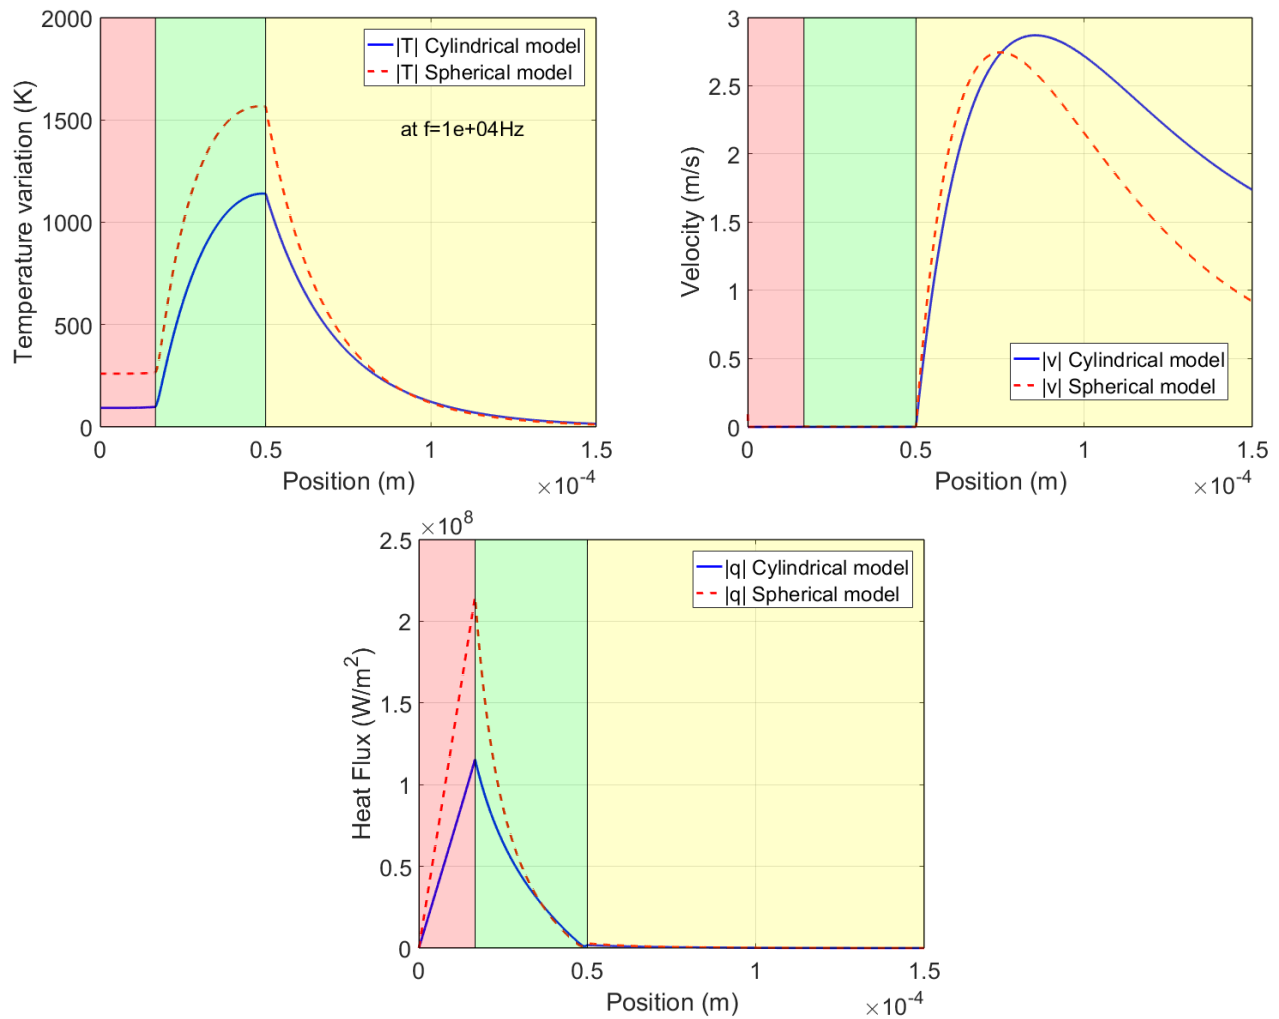 2000
1500
1000
500
0
Temperature variation (K)
|T| Cylindrical model
|T| Spherical model
at f=1e+04Hz
0
0.5
1
1.5
Position (m)
×10-4
3
2.5
2
1.5
1
0.5
0
Velocity (m/s)
|v| Cylindrical model
|v| Spherical model
0
0.5
1
1.5
Position (m)
×10-4
×10^8
2.5
2
1.5
1
0.5
0
Heat Flux (W/m2)
|q| Cylindrical model
|q| Spherical model
0
0.5
1
1.5
Position (m)
×10-4